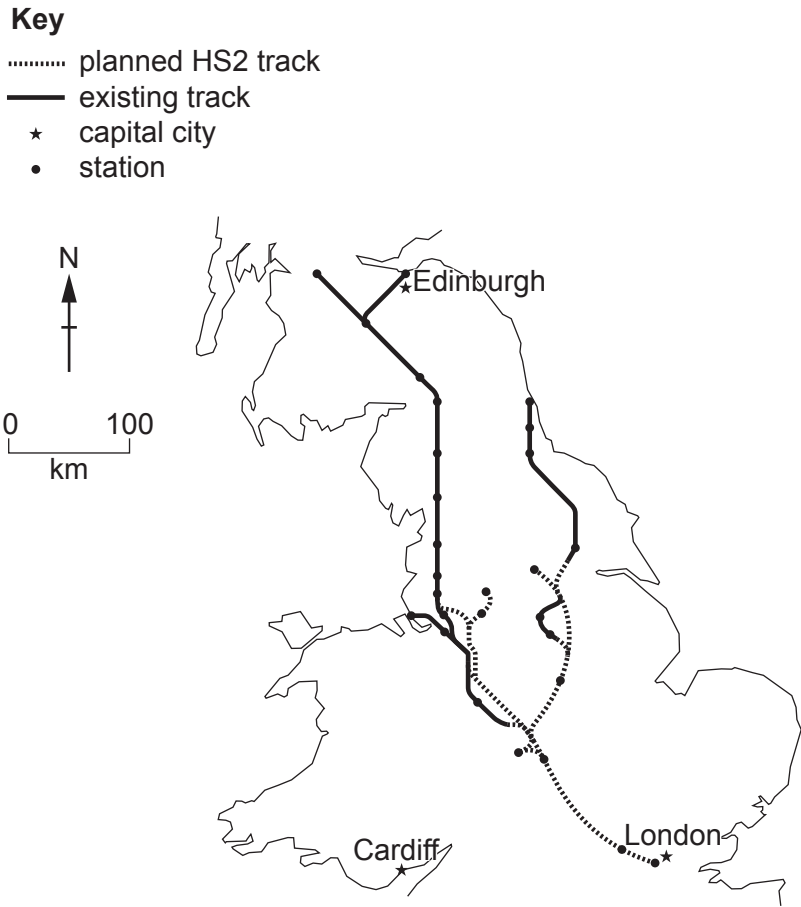 Key
planned HS2 track
existing track
capital city
station
N
Edinburgh
0 100
km
London
Cardiff